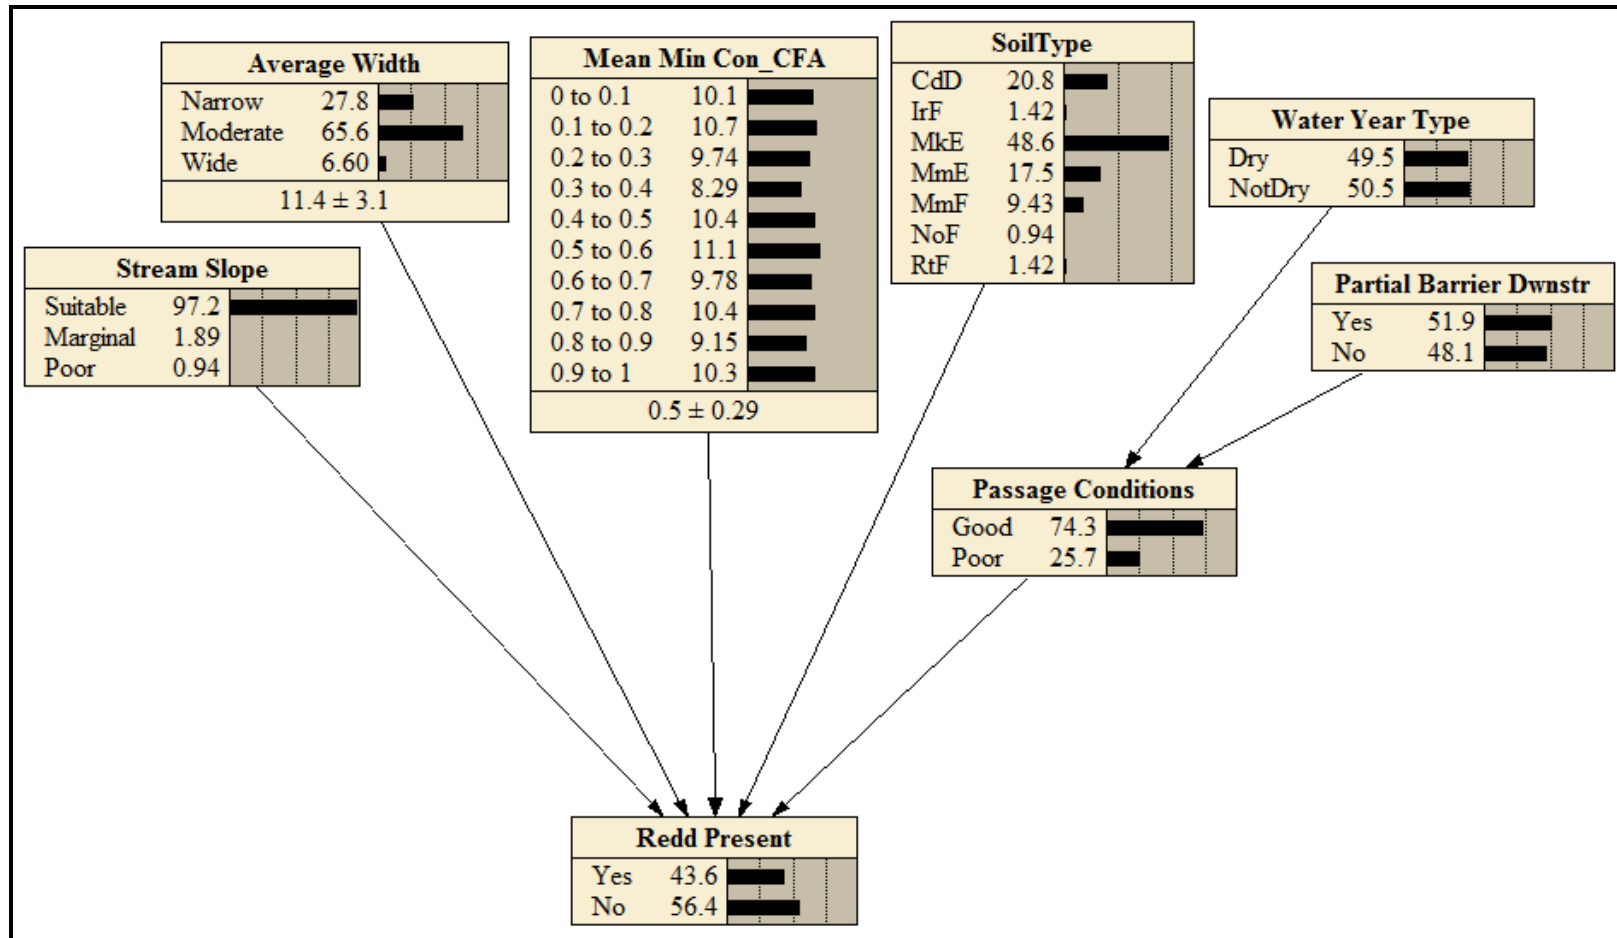 Average Width
Narrow 27.8
Moderate 65.6
Wide 6.60
11.4 ± 3.1
Mean Min Con_CFA
0 to 0.1 10.1
0.1 to 0.2 10.7
0.2 to 0.3 9.74
0.3 to 0.4 8.29
0.4 to 0.5 10.4
0.5 to 0.6 11.1
0.6 to 0.7 9.78
0.7 to 0.8 10.4
0.8 to 0.9 9.15
0.9 to 1 10.3
0.5 ± 0.29
SoilType
CdD 20.8
IrF 1.42
MkE 48.6
MmE 17.5
MmF 9.43
NoF 0.94
RtF 1.42
Water Year Type
Dry 49.5
NotDry 50.5
Stream Slope
Suitable 97.2
Marginal 1.89
Poor 0.94
Partial Barrier Dwnstr
Yes 51.9
No 48.1
Passage Conditions
Good 74.3
Poor 25.7
Redd Present
Yes 43.6
No 56.4